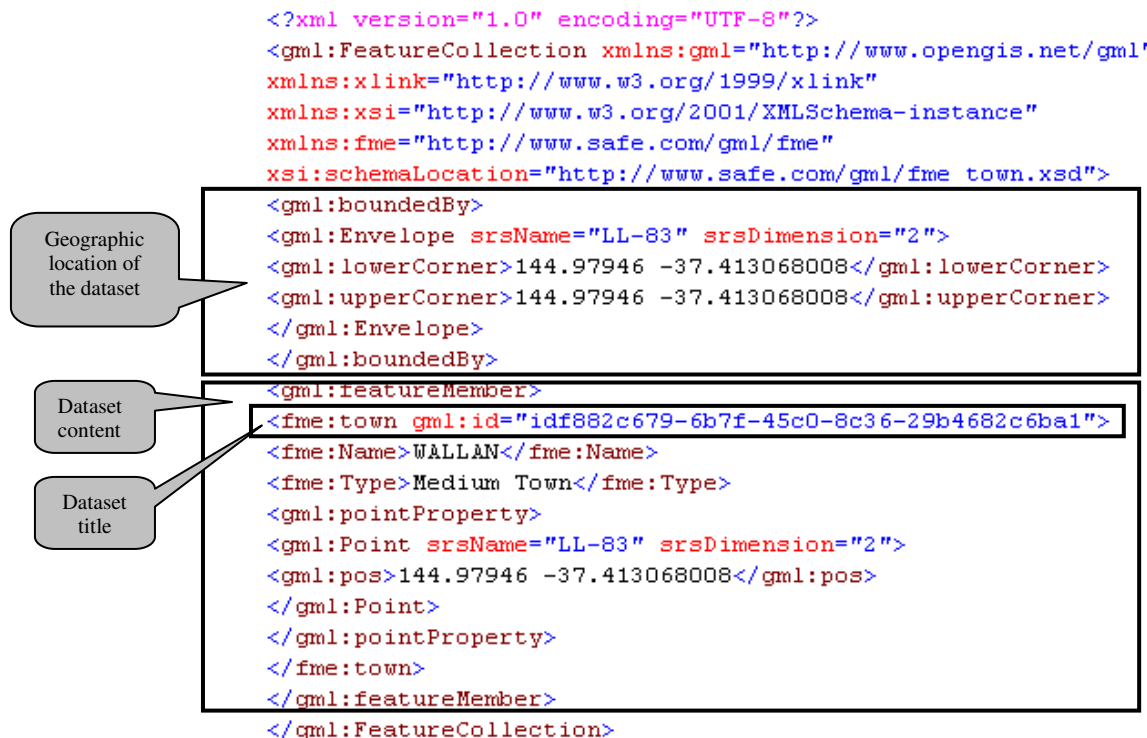 <?xml version="1.0" encoding="UTF-8"?>
<gml:FeatureCollection xmlns:gml="http://www.opengis.net/gml"
xmlns:xlink="http://www.w3.org/1999/xlink"
xmlns:xsi="http://www.w3.org/2001/XMLSchema-instance"
xmlns:fme="http://www.safe.com/gml/fme"
xsi:schemaLocation="http://www.safe.com/gml/fme town.xsd">
Geographic
location of
the dataset
<gml:boundedBy>
<gml:Envelope srsName="LL-83" srsDimension="2">
<gml:lowerCorner>144.97946 -37.413068008</gml:lowerCorner>
<gml:upperCorner>144.97946 -37.413068008</gml:upperCorner>
</gml:Envelope>
</gml:boundedBy>
Dataset
content
<gml:featureMember>
Dataset
title
<fme:town gml:id="idf882c679-6b7f-45c0-8c36-29b4682c6ba1">
<fme:Name>WALLAN</fme:Name>
<fme:Type>Medium Town</fme:Type>
<gml:pointProperty>
<gml:Point srsName="LL-83" srsDimension="2">
<gml:pos>144.97946 -37.413068008</gml:pos>
</gml:Point>
</gml:pointProperty>
</fme:town>
</gml:featureMember>
</gml:FeatureCollection>